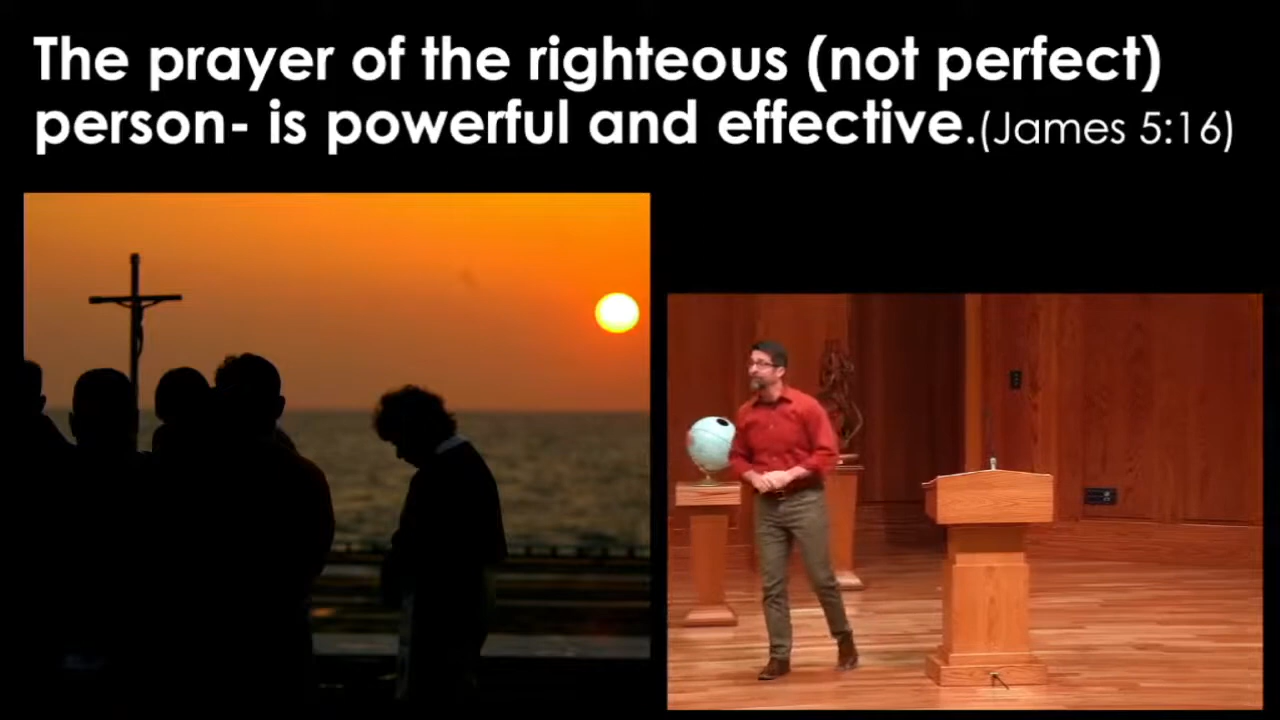 The prayer of the righteous (not perfect)
person- is powerful and effective.(James 5:16)